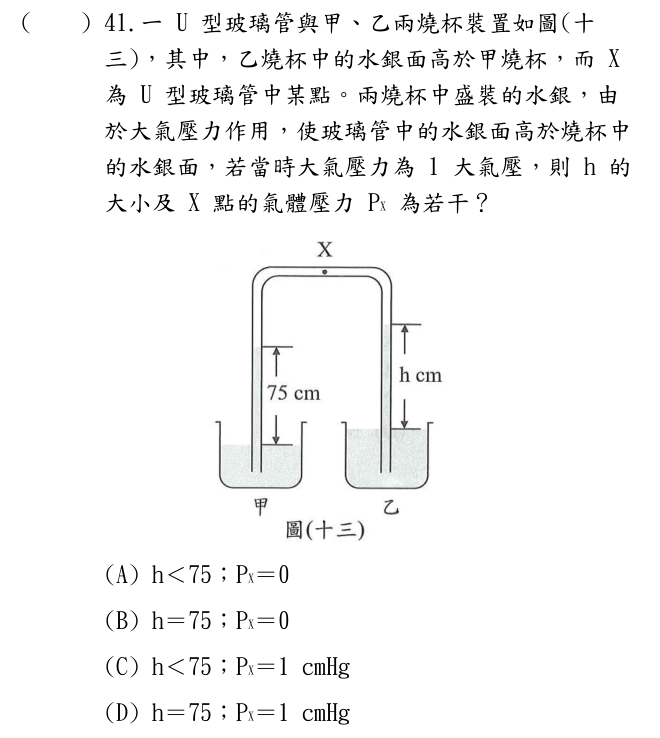 （　　）41.一 U 型玻璃管與甲、乙兩燒杯裝置如圖(十
三)，其中，乙燒杯中的水銀面高於甲燒杯，而 X
為 U 型玻璃管中某點。兩燒杯中盛裝的水銀，由
於大氣壓力作用，使玻璃管中的水銀面高於燒杯中
的水銀面，若當時大氣壓力為 1 大氣壓，則 h 的
大小及 X 點的氣體壓力 Px 為若干？
X
h cm
75 cm
甲
乙
圖(十三)
(A) h＜75；Px＝0
(B) h＝75；Px＝0
(C) h＜75；Px＝1 cmHg
(D) h＝75；Px＝1 cmHg